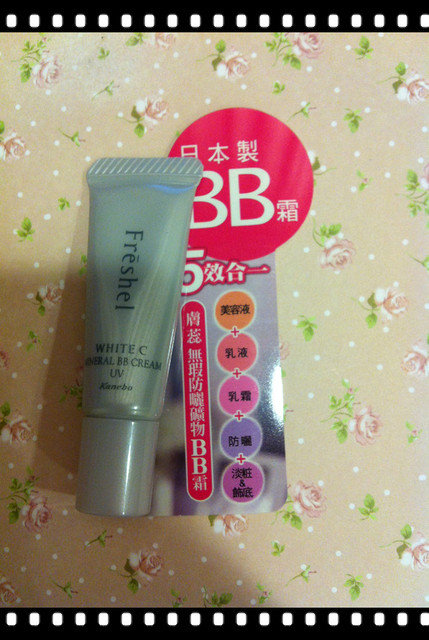 日本製
BB霜
5效合一
美容液
+
乳液
+
乳霜
+
防曬
+
淡粧
&
飾底
膚蕊 無瑕防曬礦物BB霜
Frēshel
WHITE C
MINERAL BB CREAM
UV
Kanebo